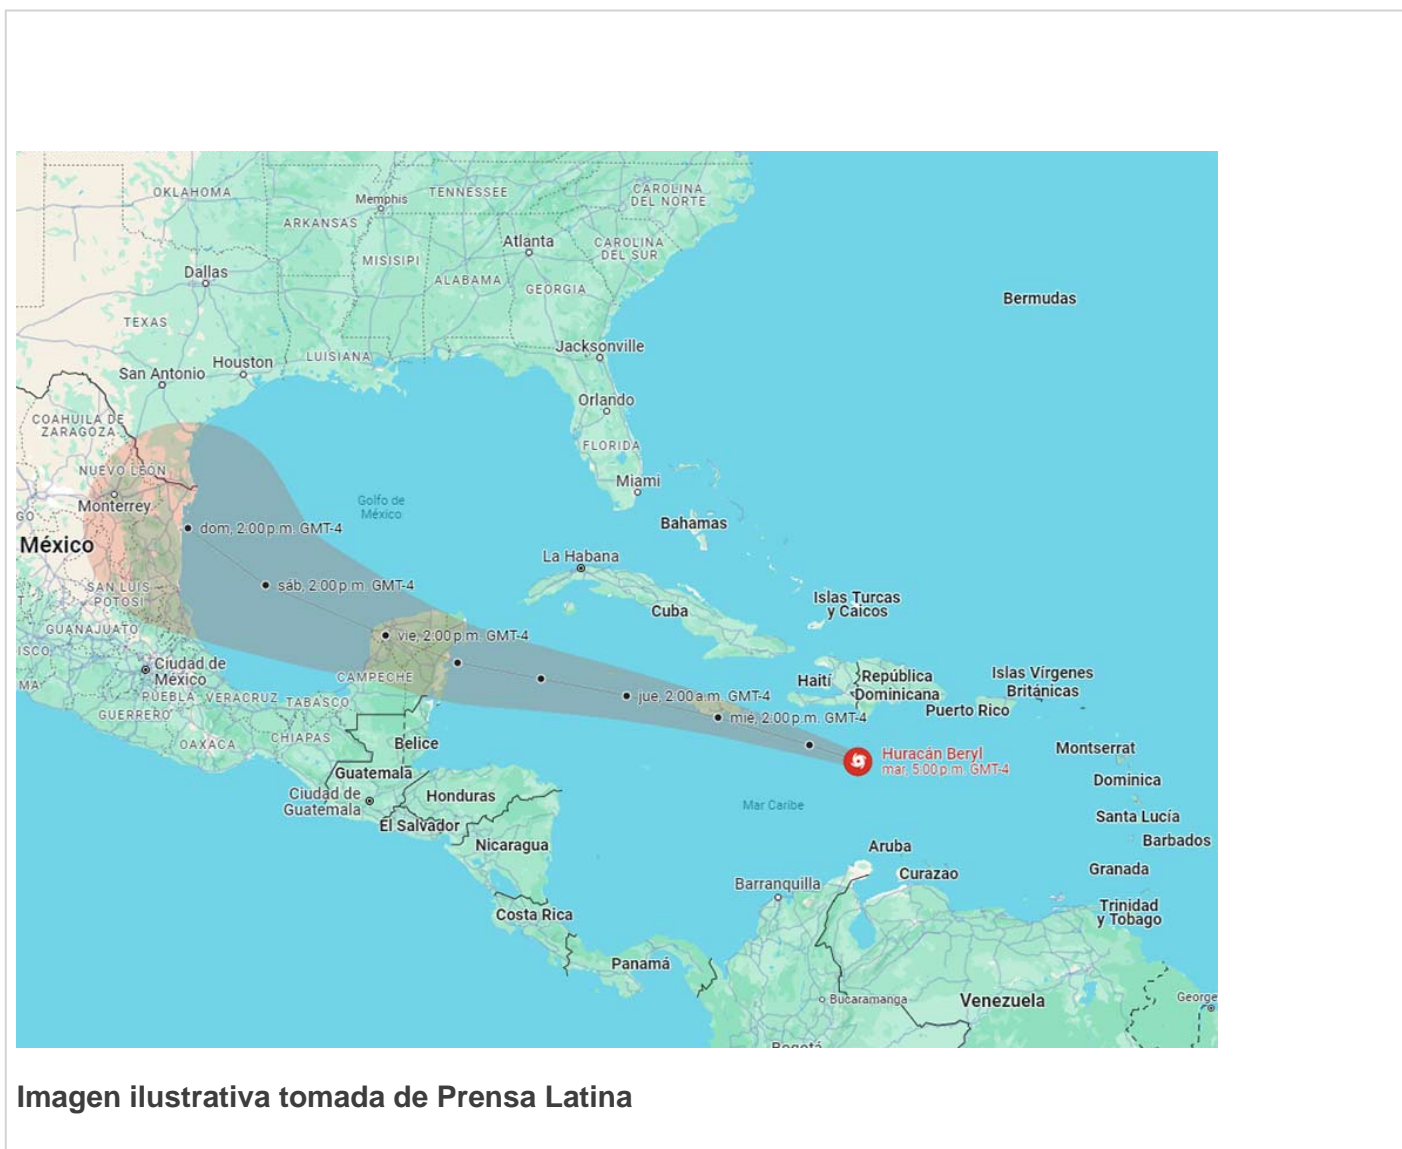 OKLAHOMA
Memphis
TENNESSEE
CAROLINA
DEL NORTE
ARKANSAS
Atlanta
CAROLINA
DEL SUR
MISISIPI
Dallas
ALABAMA
GEORGIA
Bermudas
TEXAS
Jacksonville
LUISIANA
Houston
San Antonio
Orlando
COAHUILA DE
ZARAGOZA
FLORIDA
NUEVO LEÓN
Miami
Monterrey
Golfo de
México
GO
Bahamas
dom, 2:00 p.m. GMT-4
México
La Habana
sáb, 2:00 p.m. GMT-4
SAN LUIS
POTOSÍ
T
Islas Turcas
y Caicos
Cuba
GUANAJUATO
vie, 2:00 p.m. GMT-4
ISCO
Ciudad de
México
CAMPECHE
Haití
República
Dominicana
Islas Vírgenes
Británicas
MA
PUEBLA
VERACRUZ
TABASCO
jue, 2:00 a.m. GMT-4
Puerto Rico
GUERRERO
mié, 2:00 p.m. GMT-4
OAXACA
CHIAPAS
Belice
Montserrat
Huracán Beryl
mar, 5:00 p.m. GMT-4
Guatemala
Dominica
Ciudad de
Guatemala
Honduras
Mar Caribe
Santa Lucía
El Salvador
Barbados
Nicaragua
Aruba
Granada
Curazao
Barranquilla
Trinidad
y Tobago
Costa Rica
Panamá
Bucaramanga
Venezuela
George
Bogotá
Imagen ilustrativa tomada de Prensa Latina